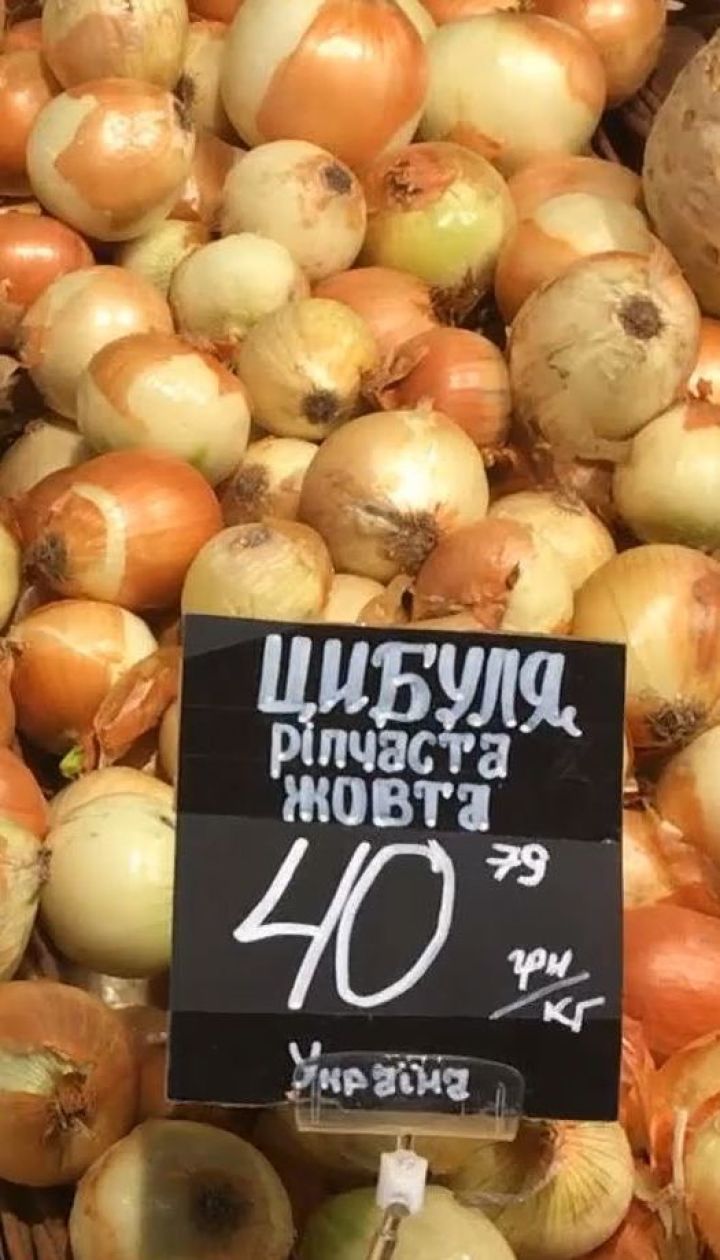 ЦИБУЛЯ
ріпчаста
жовта
40 79
грн/кг
Україна